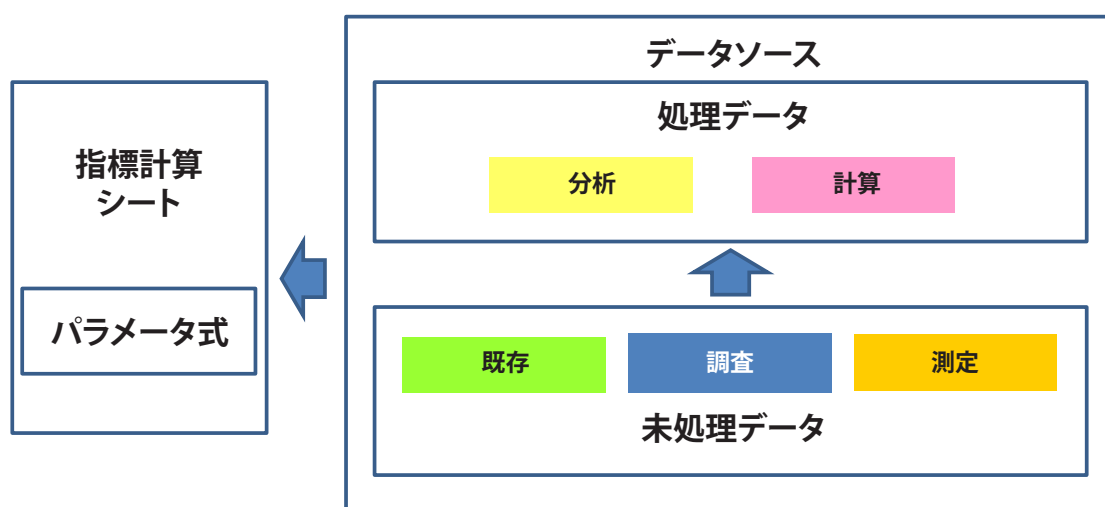 指標計算
シート
パラメータ式
データソース
処理データ
分析
計算
既存
調査
測定
未処理データ